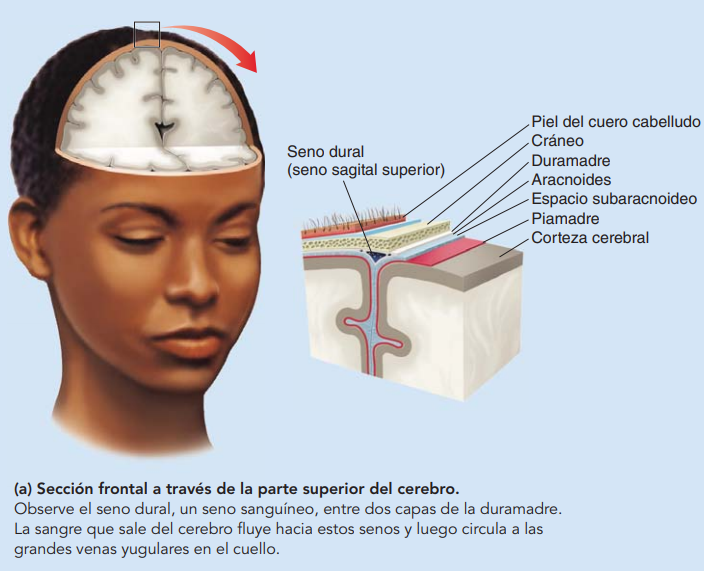 Seno dural
(seno sagital superior)
Piel del cuero cabelludo
Cráneo
Duramadre
Aracnoides
Espacio subaracnoideo
Piamadre
Corteza cerebral
(a) Sección frontal a través de la parte superior del cerebro.
Observe el seno dural, un seno sanguíneo, entre dos capas de la duramadre.
La sangre que sale del cerebro fluye hacia estos senos y luego circula a las
grandes venas yugulares en el cuello.